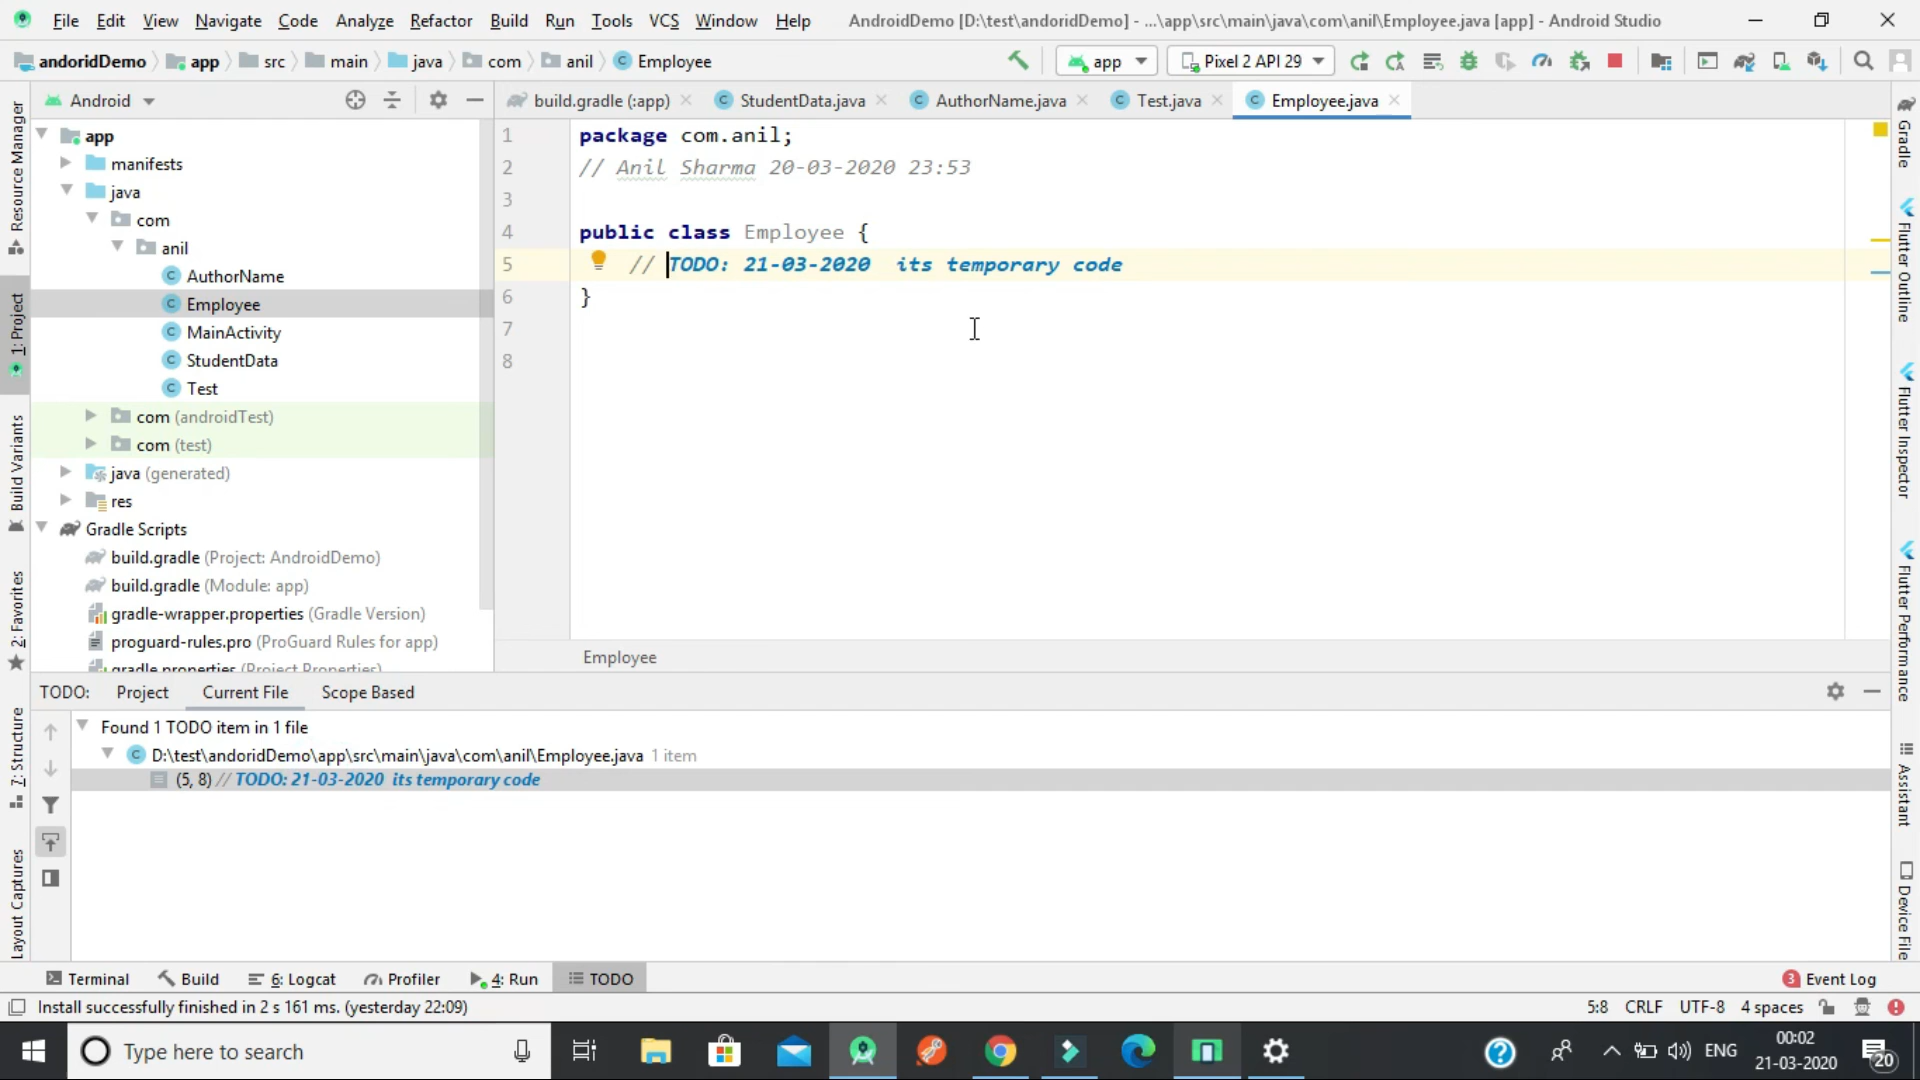 File Edit View Navigate Code Analyze Refactor Build Run Tools VCS Window Help AndroidDemo [D:\test\andoridDemo] - ...\app\src\main\java\com\anil\Employee.java [app] - Android Studio
andoridDemo app src main java com anil Employee app Pixel 2 API 29
Android build.gradle (:app) StudentData.java AuthorName.java Test.java Employee.java
app
manifests
java
com
anil
AuthorName
Employee
MainActivity
StudentData
Test
com (androidTest)
com (test)
java (generated)
res
Gradle Scripts
build.gradle (Project: AndroidDemo)
build.gradle (Module: app)
gradle-wrapper.properties (Gradle Version)
proguard-rules.pro (ProGuard Rules for app)
gradle.properties (Project Properties)
1 package com.anil;
2 // Anil Sharma 20-03-2020 23:53
3
4 public class Employee {
5 // TODO: 21-03-2020  its temporary code
6 }
7
8
Employee
Resource Manager
1: Project
Build Variants
2: Favorites
7: Structure
Layout Captures
Gradle
Flutter Outline
Flutter Inspector
Flutter Performance
Assistant
Device File
TODO: Project Current File Scope Based
Found 1 TODO item in 1 file
D:\test\andoridDemo\app\src\main\java\com\anil\Employee.java 1 item
(5, 8) // TODO: 21-03-2020  its temporary code
Terminal Build 6: Logcat Profiler 4: Run TODO 3 Event Log
Install successfully finished in 2 s 161 ms. (yesterday 22:09) 5:8 CRLF UTF-8 4 spaces
Type here to search ENG 00:02
21-03-2020 20